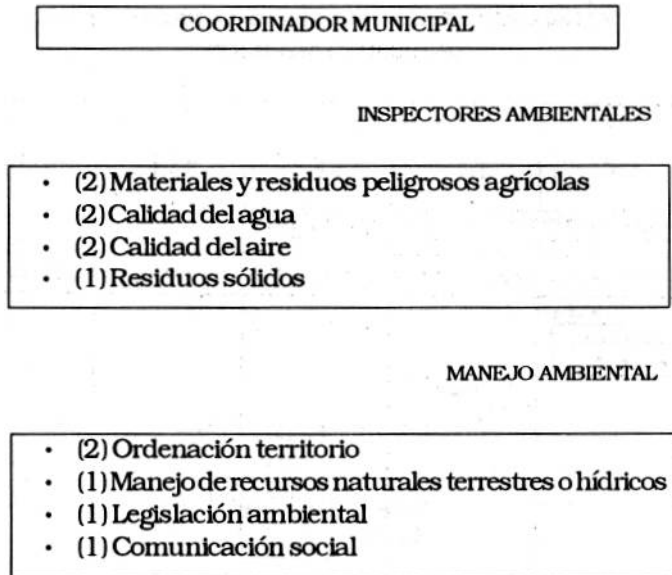 COORDINADOR MUNICIPAL
INSPECTORES AMBIENTALES
• (2) Materiales y residuos peligrosos agrícolas
• (2) Calidad del agua
• (2) Calidad del aire
• (1) Residuos sólidos
MANEJO AMBIENTAL
• (2) Ordenación territorio
• (1) Manejo de recursos naturales terrestres o hídricos
• (1) Legislación ambiental
• (1) Comunicación social